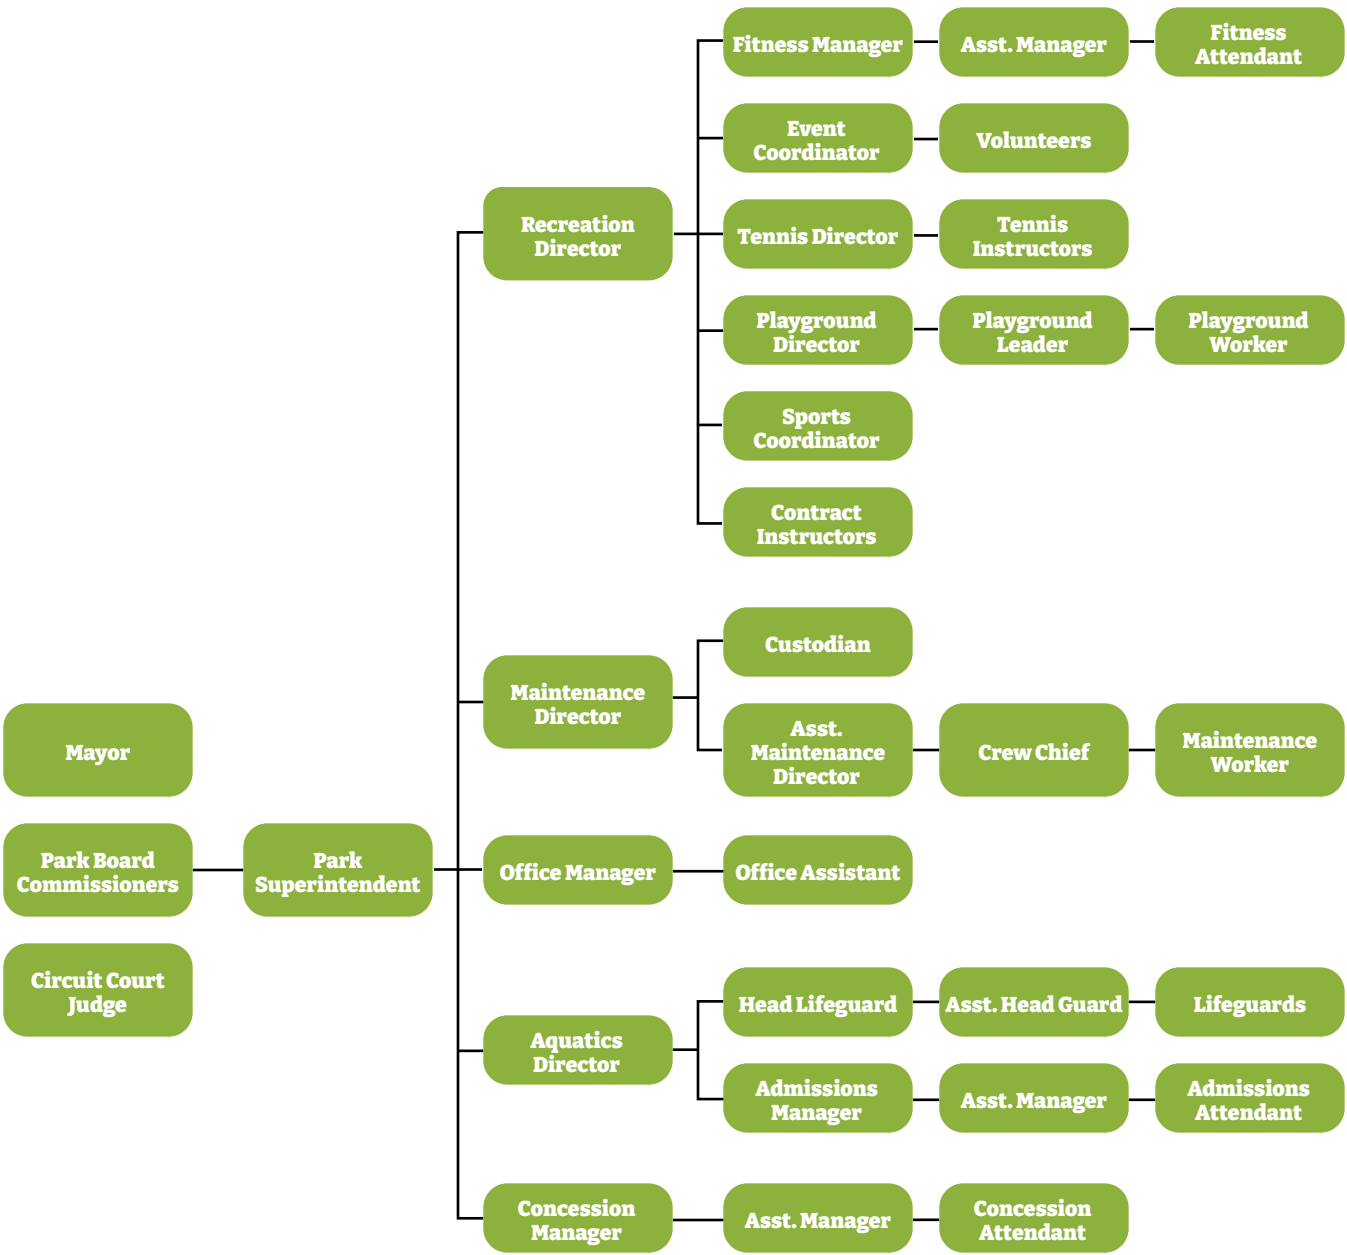 Fitness Manager
Asst. Manager
Fitness
Attendant
Event
Coordinator
Volunteers
Recreation
Director
Tennis Director
Tennis
Instructors
Playground
Director
Playground
Leader
Playground
Worker
Sports
Coordinator
Contract
Instructors
Custodian
Maintenance
Director
Asst.
Maintenance
Director
Crew Chief
Maintenance
Worker
Mayor
Park Board
Commissioners
Park
Superintendent
Office Manager
Office Assistant
Circuit Court
Judge
Aquatics
Director
Head Lifeguard
Asst. Head Guard
Lifeguards
Admissions
Manager
Asst. Manager
Admissions
Attendant
Concession
Manager
Asst. Manager
Concession
Attendant